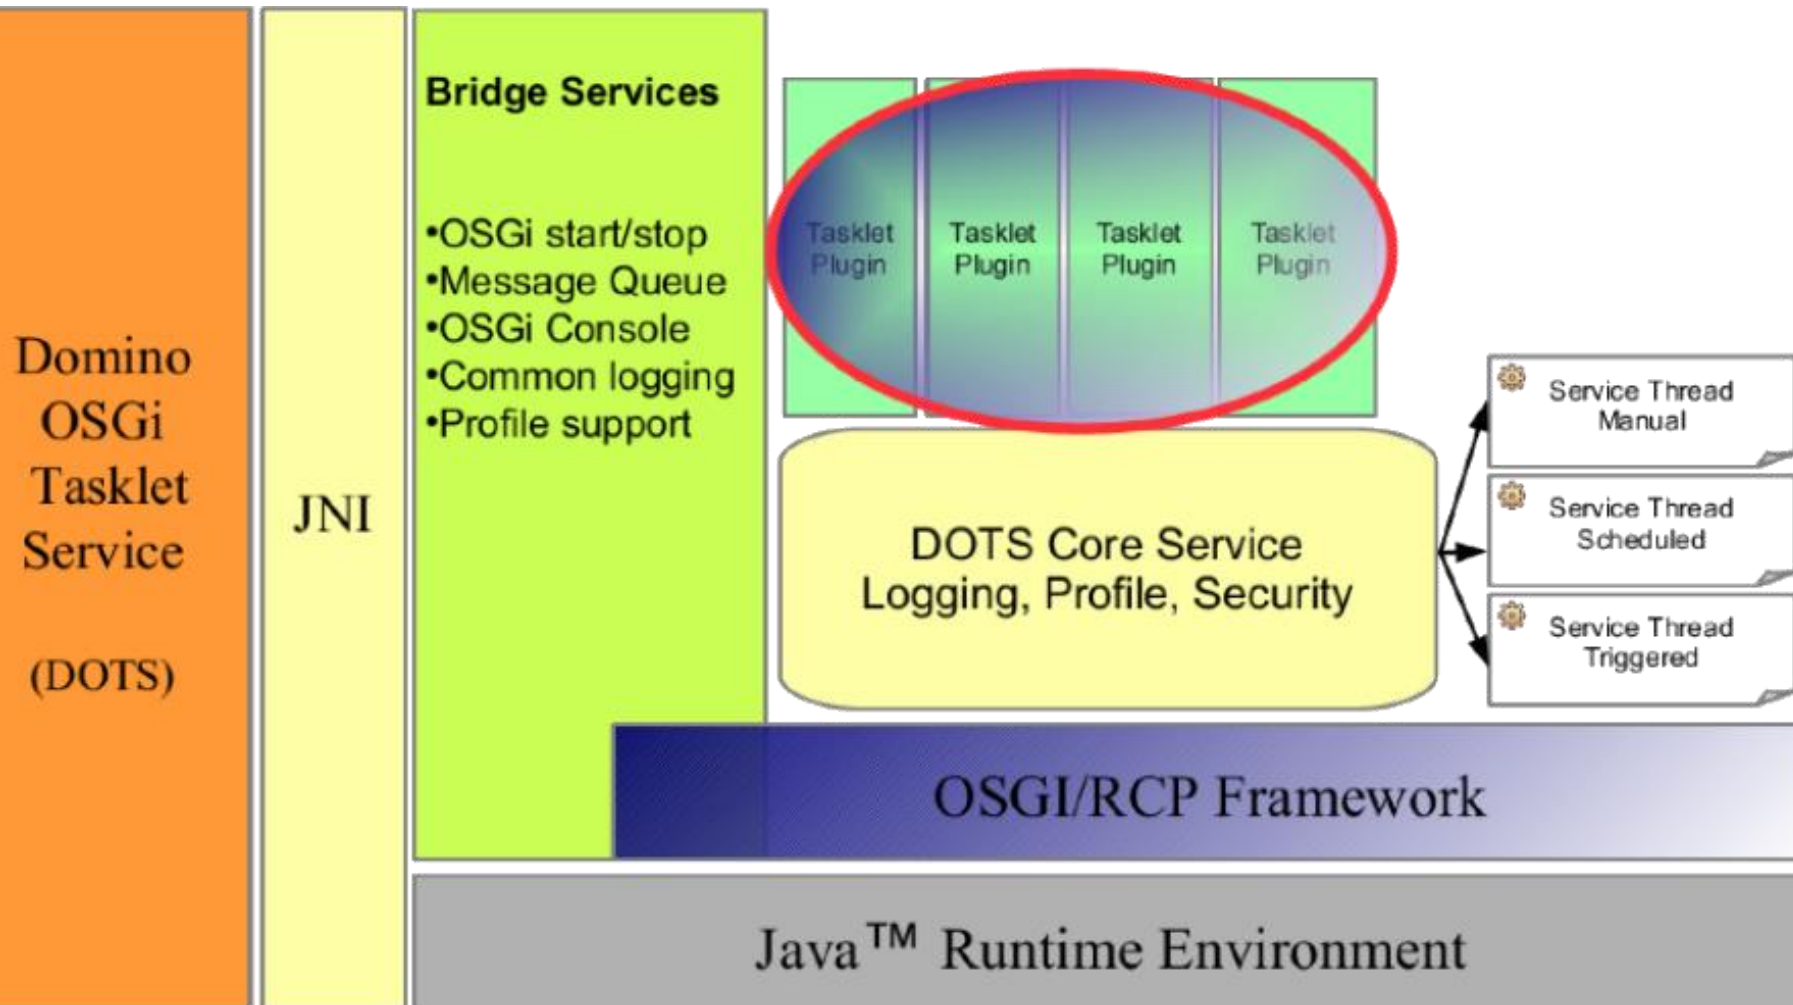 Domino
OSGi
Tasklet
Service
(DOTS)
JNI
Bridge Services
•OSGi start/stop
•Message Queue
•OSGi Console
•Common logging
•Profile support
Tasklet
Plugin
Tasklet
Plugin
Tasklet
Plugin
Tasklet
Plugin
DOTS Core Service
Logging, Profile, Security
Service Thread
Manual
Service Thread
Scheduled
Service Thread
Triggered
OSGI/RCP Framework
Java™ Runtime Environment